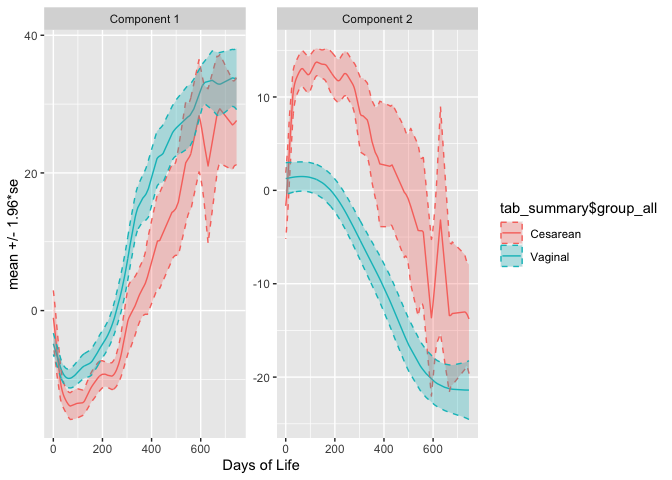 Component 1
Component 2
mean +/- 1.96*se
40
20
0
10
0
-10
-20
0
200
400
600
0
200
400
600
Days of Life
tab_summary$group_all
Cesarean
Vaginal